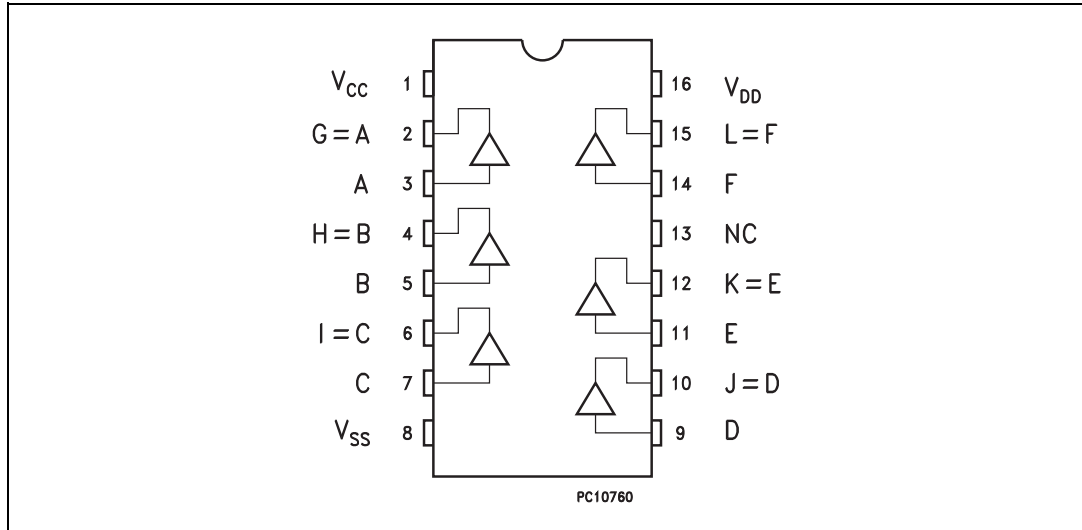 V_CC 1 16 V_DD
G=A 2 15 L=F
A 3 14 F
H=B 4 13 NC
B 5 12 K=E
I=C 6 11 E
C 7 10 J=D
V_SS 8 9 D
PC10760